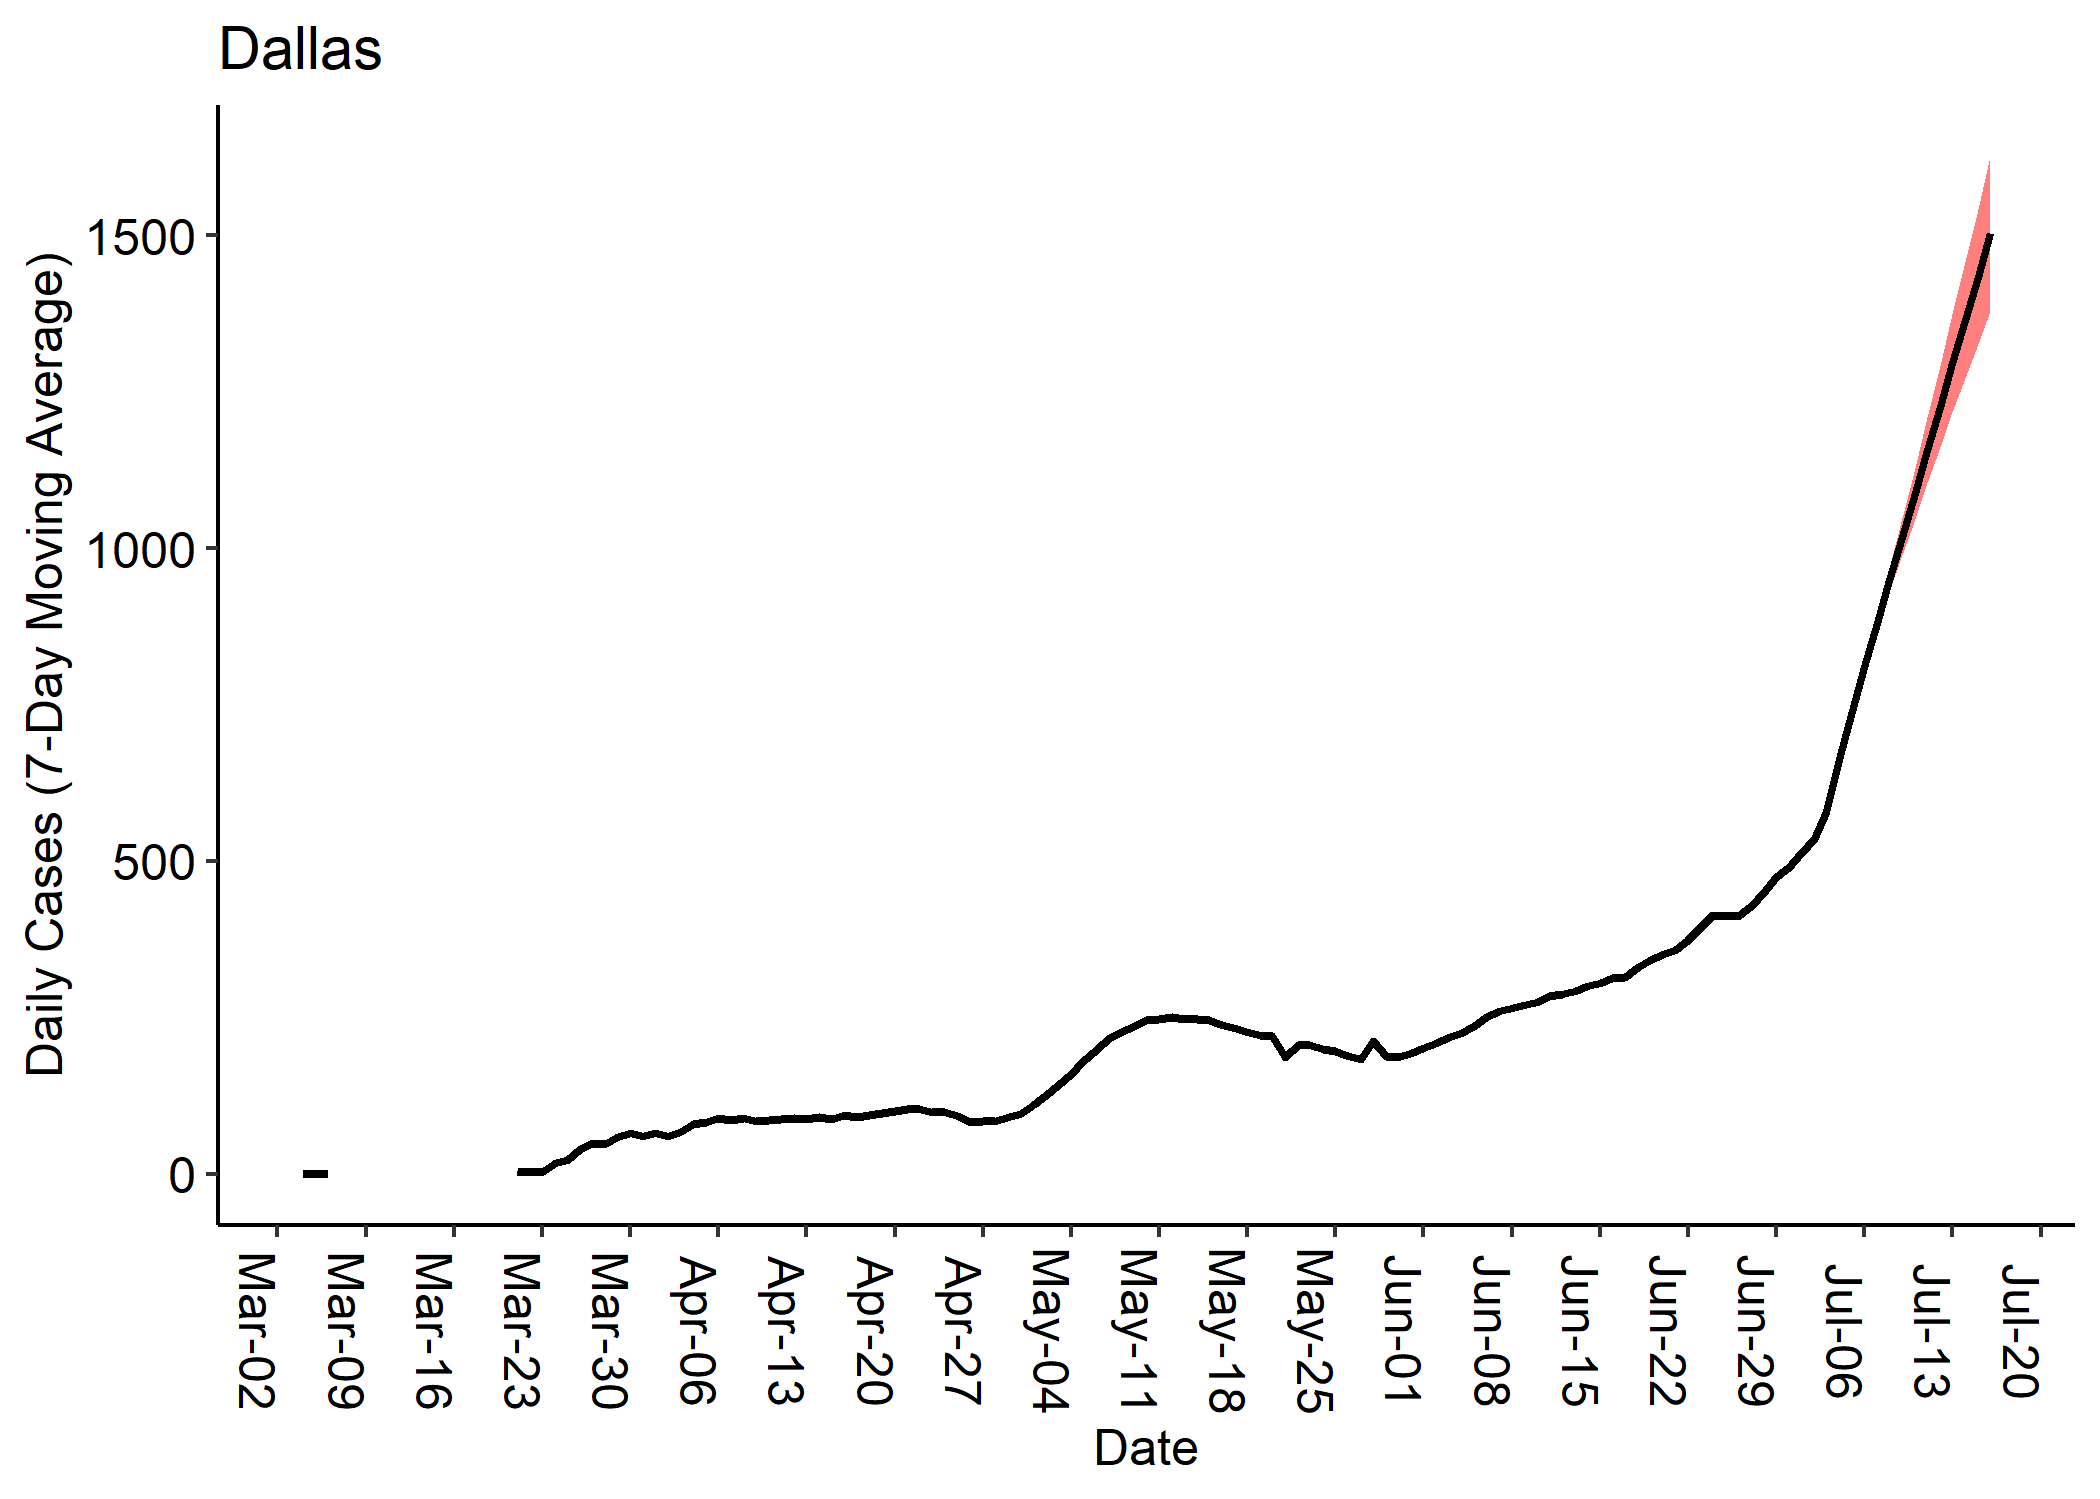 Dallas
Daily Cases (7-Day Moving Average)
1500
1000
500
0
Mar-02
Mar-09
Mar-16
Mar-23
Mar-30
Apr-06
Apr-13
Apr-20
Apr-27
May-04
May-11
May-18
May-25
Jun-01
Jun-08
Jun-15
Jun-22
Jun-29
Jul-06
Jul-13
Jul-20
Date